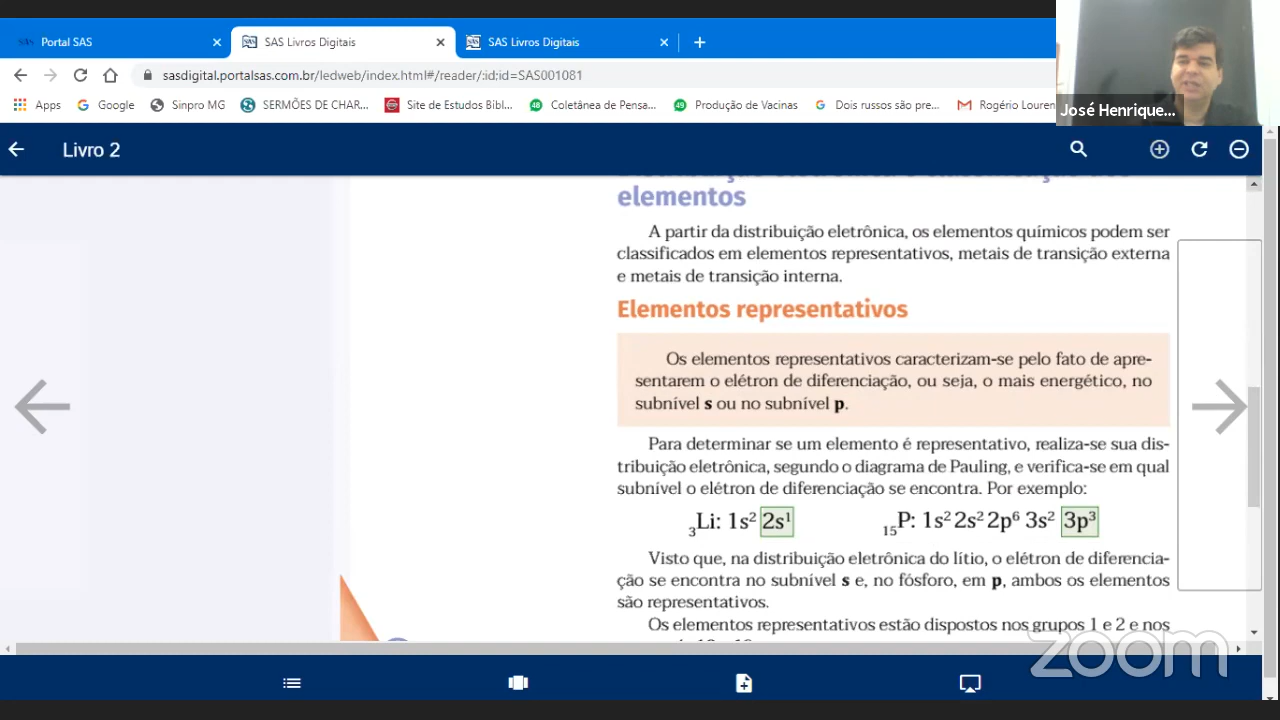 Portal SAS
SAS Livros Digitais
SAS Livros Digitais
sasdigital.portalsas.com.br/ledweb/index.html#/reader/:id:id=SAS001081
Apps Google Sinpro MG SERMÕES DE CHAR... Site de Estudos Bibl... Coletânea de Pensa... Prodição de Vacinas Dois russos são pre... Rogério Louren
José Henrique...
Livro 2
elementos
A partir da distribuição eletrônica, os elementos químicos podem ser
classificados em elementos representativos, metais de transição externa
e metais de transição interna.
Elementos representativos
Os elementos representativos caracterizam-se pelo fato de apre-
sentarem o elétron de diferenciação, ou seja, o mais energético, no
subnível s ou no subnível p.
Para determinar se um elemento é representativo, realiza-se sua dis-
tribuição eletrônica, segundo o diagrama de Pauling, e verifica-se em qual
subnível o elétron de diferenciação se encontra. Por exemplo:
₃Li: 1s² 2s¹ ₁₅P: 1s² 2s² 2p⁶ 3s² 3p³
Visto que, na distribuição eletrônica do lítio, o elétron de diferencia-
ção se encontra no subnível s e, no fósforo, em p, ambos os elementos
são representativos.
Os elementos representativos estão dispostos nos grupos 1 e 2 e nos
zoom